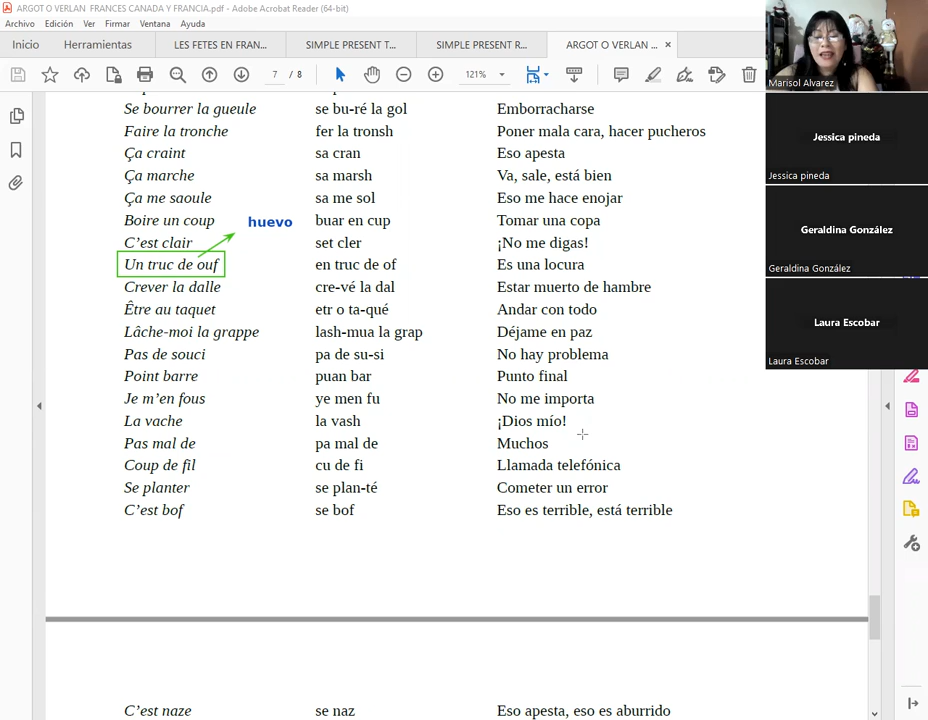 ARGOT O VERLAN  FRANCES CANADA Y FRANCIA.pdf - Adobe Acrobat Reader (64-bit)
Archivo Edición Ver Firmar Ventana Ayuda
Inicio Herramientas LES FETES EN FRAN... SIMPLE PRESENT T... SIMPLE PRESENT R... ARGOT O VERLAN ... ×
7 / 8 121%
Se bourrer la gueule se bu-ré la gol Emborracharse
Faire la tronche fer la tronsh Poner mala cara, hacer pucheros
Ça craint sa cran Eso apesta
Ça marche sa marsh Va, sale, está bien
Ça me saoule sa me sol Eso me hace enojar
Boire un coup huevo buar en cup Tomar una copa
C’est clair set cler ¡No me digas!
Un truc de ouf en truc de of Es una locura
Crever la dalle cre-vé la dal Estar muerto de hambre
Être au taquet etr o ta-qué Andar con todo
Lâche-moi la grappe lash-mua la grap Déjame en paz
Pas de souci pa de su-si No hay problema
Point barre puan bar Punto final
Je m’en fous ye men fu No me importa
La vache la vash ¡Dios mío!
Pas mal de pa mal de Muchos
Coup de fil cu de fi Llamada telefónica
Se planter se plan-té Cometer un error
C’est bof se bof Eso es terrible, está terrible
C’est naze se naz Eso apesta, eso es aburrido
Marisol Alvarez
Jessica pineda
Jessica pineda
Geraldina González
Geraldina González
Laura Escobar
Laura Escobar